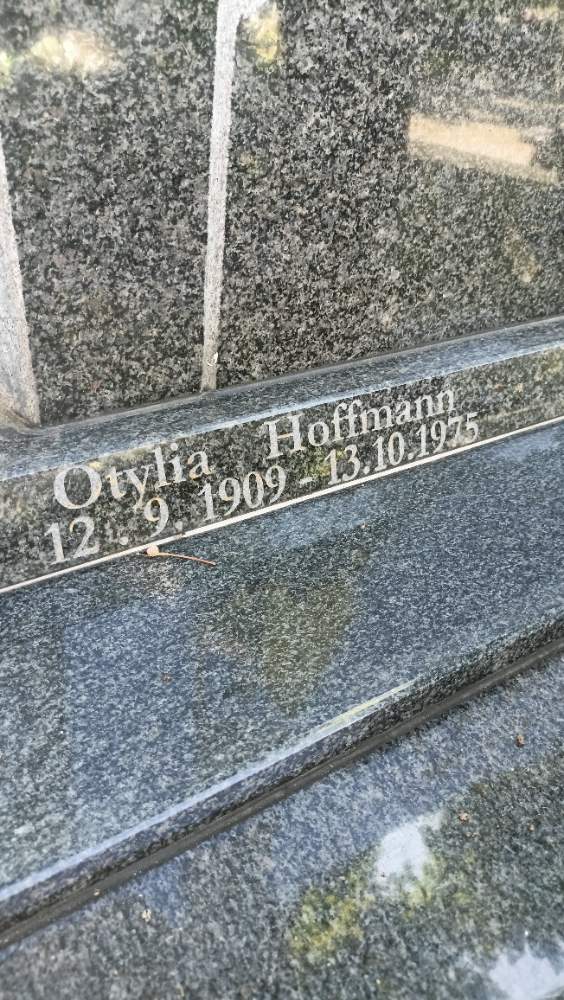 Otylia Hoffmann
12 . 9 . 1909 - 13.10.1975